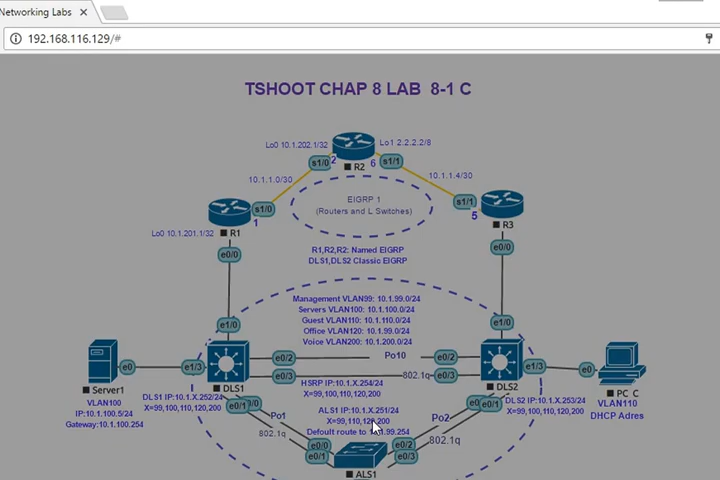 Networking Labs
192.168.116.129/#
TSHOOT CHAP 8 LAB 8-1 C
Lo0 10.1.202.1/32
Lo1 2.2.2.2/8
s1/0
2
R2
6
s1/1
10.1.1.0/30
10.1.1.4/30
EIGRP 1
(Routers and L Switches)
s1/0
1
R1
s1/1
5
R3
Lo0 10.1.201.1/32
e0/0
e0/0
R1,R2,R2: Named EIGRP
DLS1,DLS2 Classic EIGRP
Management VLAN99: 10.1.99.0/24
Servers VLAN100: 10.1.100.0/24
Guest VLAN110: 10.1.110.0/24
Office VLAN120: 10.1.99.0/24
Voice VLAN200: 10.1.200.0/24
e1/0
e1/0
e0/2
Po10
e0/2
e0
e1/3
e1/3
e0
e0/3
802.1q
e0/3
Server1
DLS1
DLS2
PC C
HSRP IP:10.1.X.254/24
X=99,100,110,120,200
VLAN100
IP:10.1.100.5/24
Gateway:10.1.100.254
DLS1 IP:10.1.X.252/24
X=99,100,110,120,200
e0/1
Po1
ALS1 IP:10.1.X.251/24
X=99,110,120,200
Defoult route to
.99.254
Po2
e0/1
DLS2 IP:10.1.X.253/24
X=99,100,110,120,200
VLAN110
DHCP Adres
802.1q
802.1q
e0/0
e0/2
e0/1
e0/3
ALS1